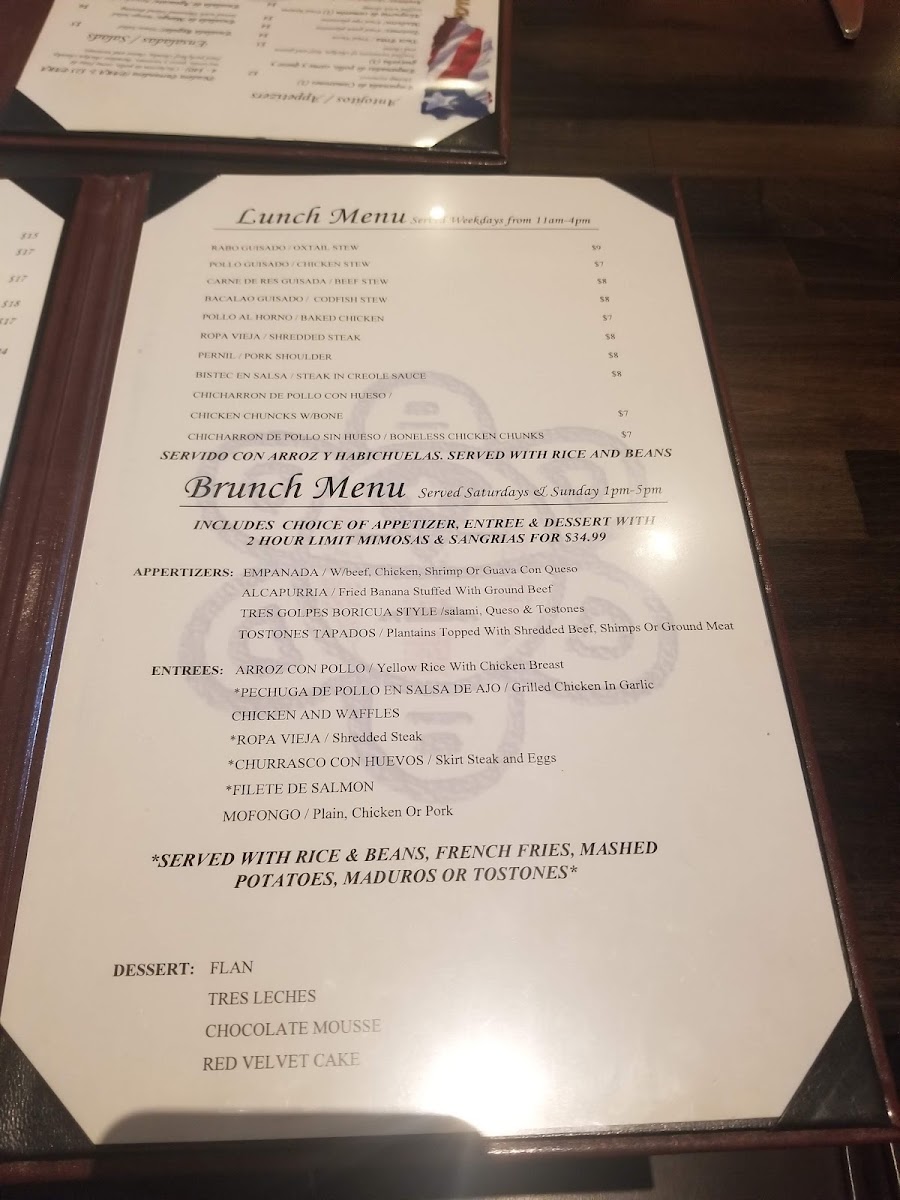 Antojitos / Appetizers
Ensaladas / Salads
$15
$17
$17
$18
$17
Lunch Menu Served Weekdays from 11am-4pm
RABO GUISADO / OXTAIL STEW $9
POLLO GUISADO / CHICKEN STEW $7
CARNE DE RES GUISADA / BEEF STEW $8
BACALAO GUISADO / CODFISH STEW $8
POLLO AL HORNO / BAKED CHICKEN $7
ROPA VIEJA / SHREDDED STEAK $8
PERNIL / PORK SHOULDER $8
BISTEC EN SALSA / STEAK IN CREOLE SAUCE $8
CHICHARRON DE POLLO CON HUESO /
CHICKEN CHUNCKS W/BONE $7
CHICHARRON DE POLLO SIN HUESO / BONELESS CHICKEN CHUNKS $7
SERVIDO CON ARROZ Y HABICHUELAS. SERVED WITH RICE AND BEANS
Brunch Menu Served Saturdays & Sunday 1pm-5pm
INCLUDES CHOICE OF APPETIZER, ENTREE & DESSERT WITH
2 HOUR LIMIT MIMOSAS & SANGRIAS FOR $34.99
APPERTIZERS: EMPANADA / W/beef, Chicken, Shrimp Or Guava Con Queso
ALCAPURRIA / Fried Banana Stuffed With Ground Beef
TRES GOLPES BORICUA STYLE /salami, Queso & Tostones
TOSTONES TAPADOS / Plantains Topped With Shredded Beef, Shimps Or Ground Meat
ENTREES: ARROZ CON POLLO / Yellow Rice With Chicken Breast
*PECHUGA DE POLLO EN SALSA DE AJO / Grilled Chicken In Garlic
CHICKEN AND WAFFLES
*ROPA VIEJA / Shredded Steak
*CHURRASCO CON HUEVOS / Skirt Steak and Eggs
*FILETE DE SALMON
MOFONGO / Plain, Chicken Or Pork
*SERVED WITH RICE & BEANS, FRENCH FRIES, MASHED
POTATOES, MADUROS OR TOSTONES*
DESSERT: FLAN
TRES LECHES
CHOCOLATE MOUSSE
RED VELVET CAKE